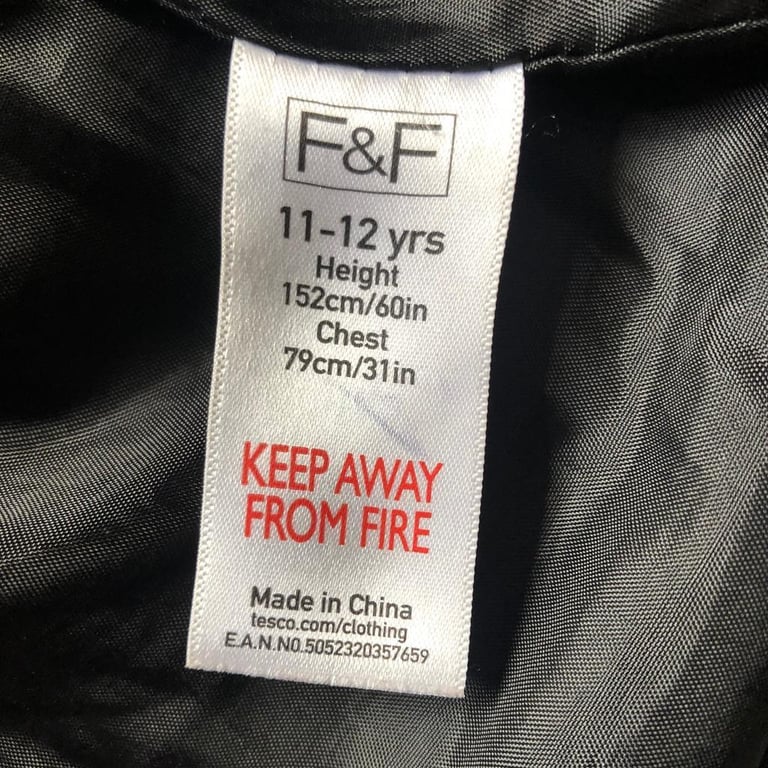 F&F
11-12 yrs
Height
152cm/60in
Chest
79cm/31in
KEEP AWAY
FROM FIRE
Made in China
tesco.com/clothing
E.A.N.NO.5052320357659